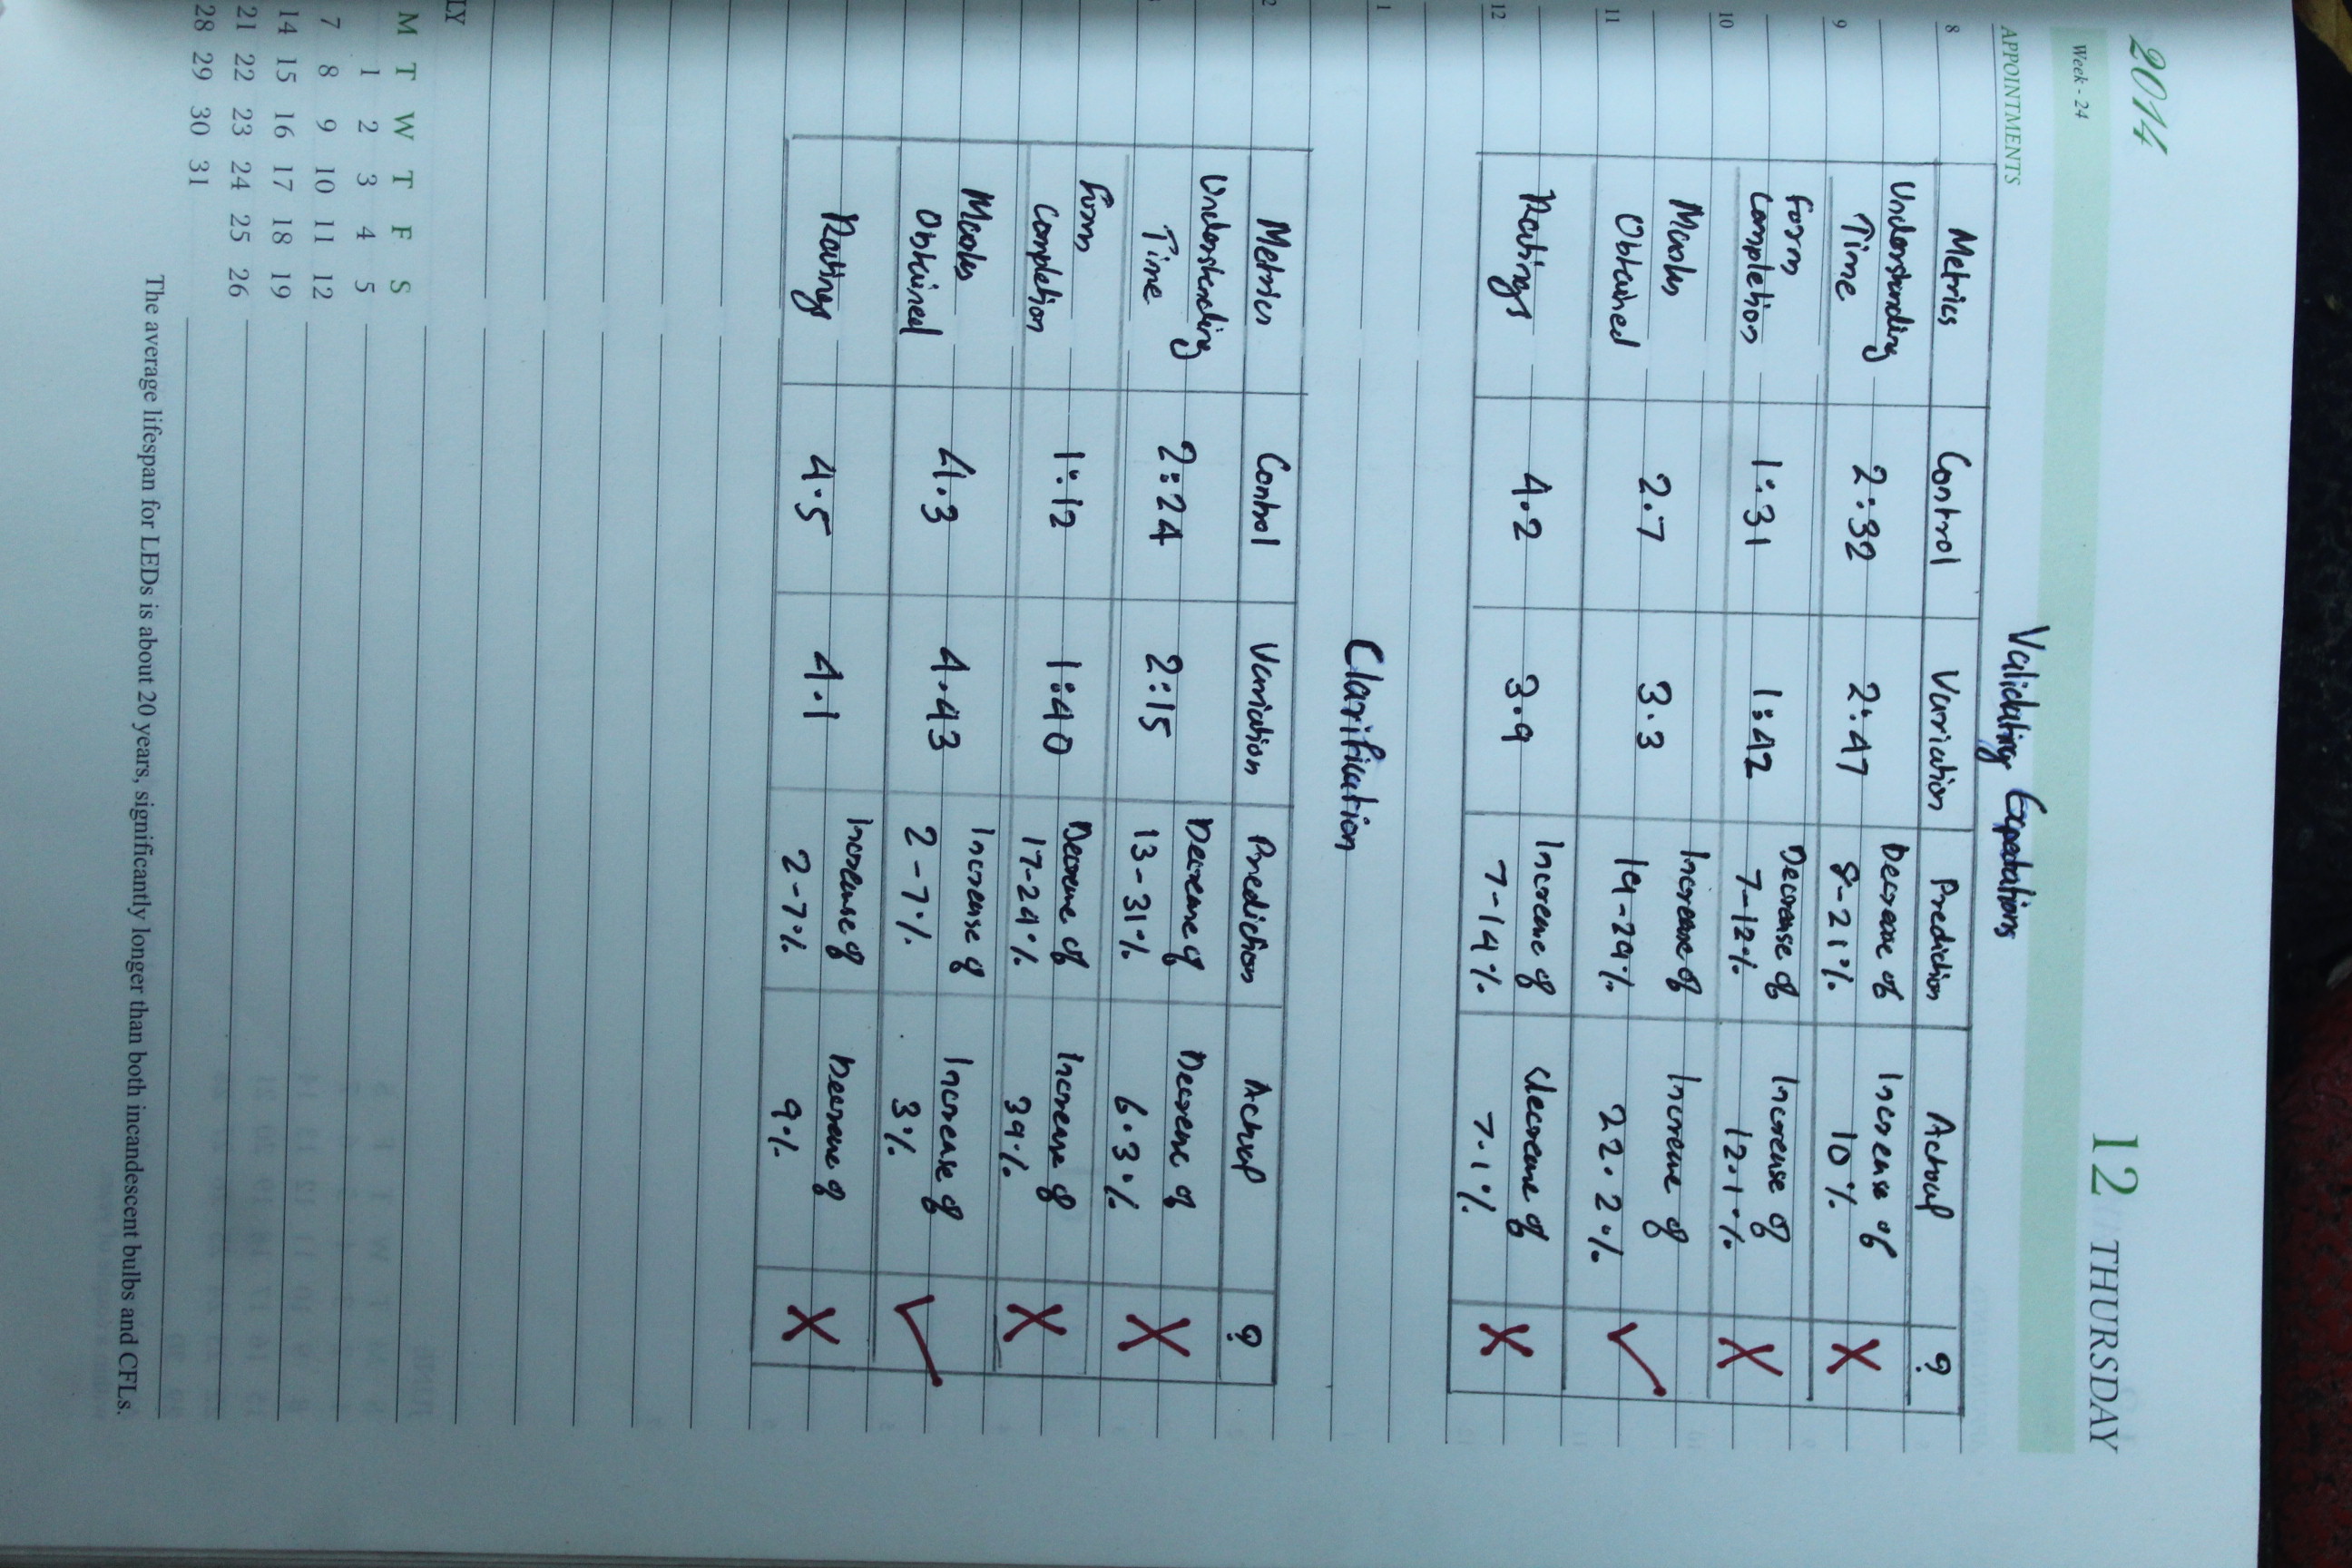 2014
12 THURSDAY
Week - 24
APPOINTMENTS
Validating Expectations
Metrics Control Variation Prediction Actual ?
8
Understanding Time 2:32 2:47 Decrease of 8-21% Increase of 10% X
9
Form Completion 1:31 1:42 Decrease of 7-12% Increase of 12.1% X
10
Marks Obtained 2.7 3.3 Increase of 19-29% Increase of 22.2% ✓
11
Ratings 4.2 3.9 Increase of 7-14% decrease of 7.1% X
12
1
Clarification
2
Metrics Control Variation Prediction Actual ?
Understanding Time 2:24 2:15 Decrease of 13-31% Decrease of 6.3% X
Form Completion 1:12 1:40 Decrease of 17-24% Increase of 39% X
Marks Obtained 4.3 4.43 Increase of 2-7% Increase of 3% ✓
Ratings 4.5 4.1 Increase of 2-7% Decrease of 9% X
LY
M T W T F S
1 2 3 4 5
7 8 9 10 11 12
14 15 16 17 18 19
21 22 23 24 25 26
28 29 30 31
The average lifespan for LEDs is about 20 years, significantly longer than both incandescent bulbs and CFLs.